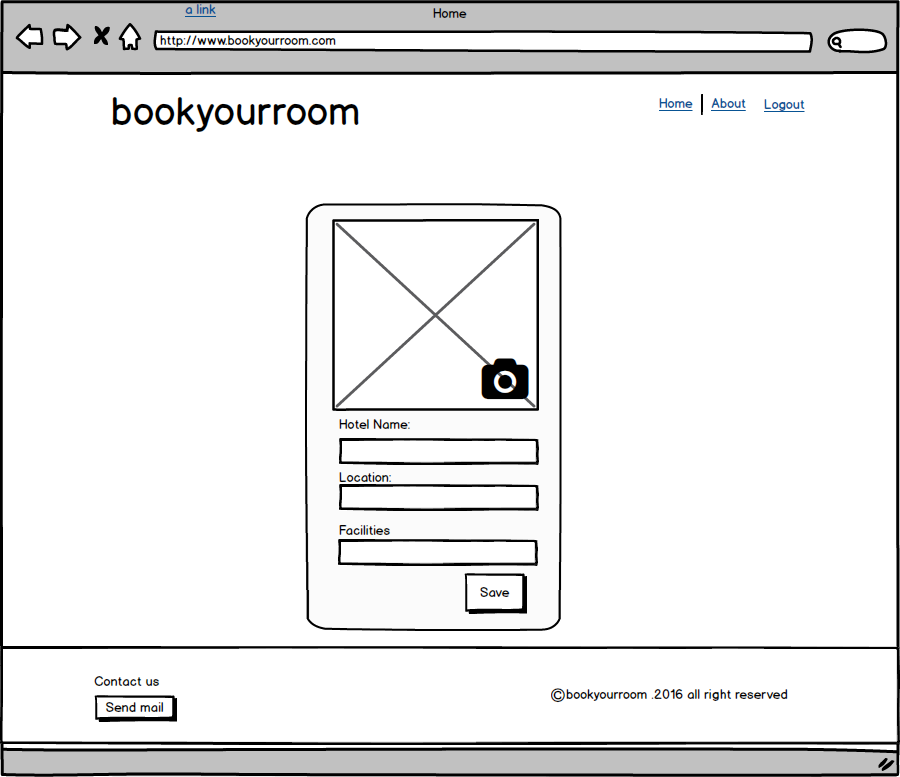 a link
Home
http://www.bookyourroom.com
bookyourroom
Home About Logout
Hotel Name:
Location:
Facilities
Save
Contact us
Send mail
©bookyourroom .2016 all right reserved